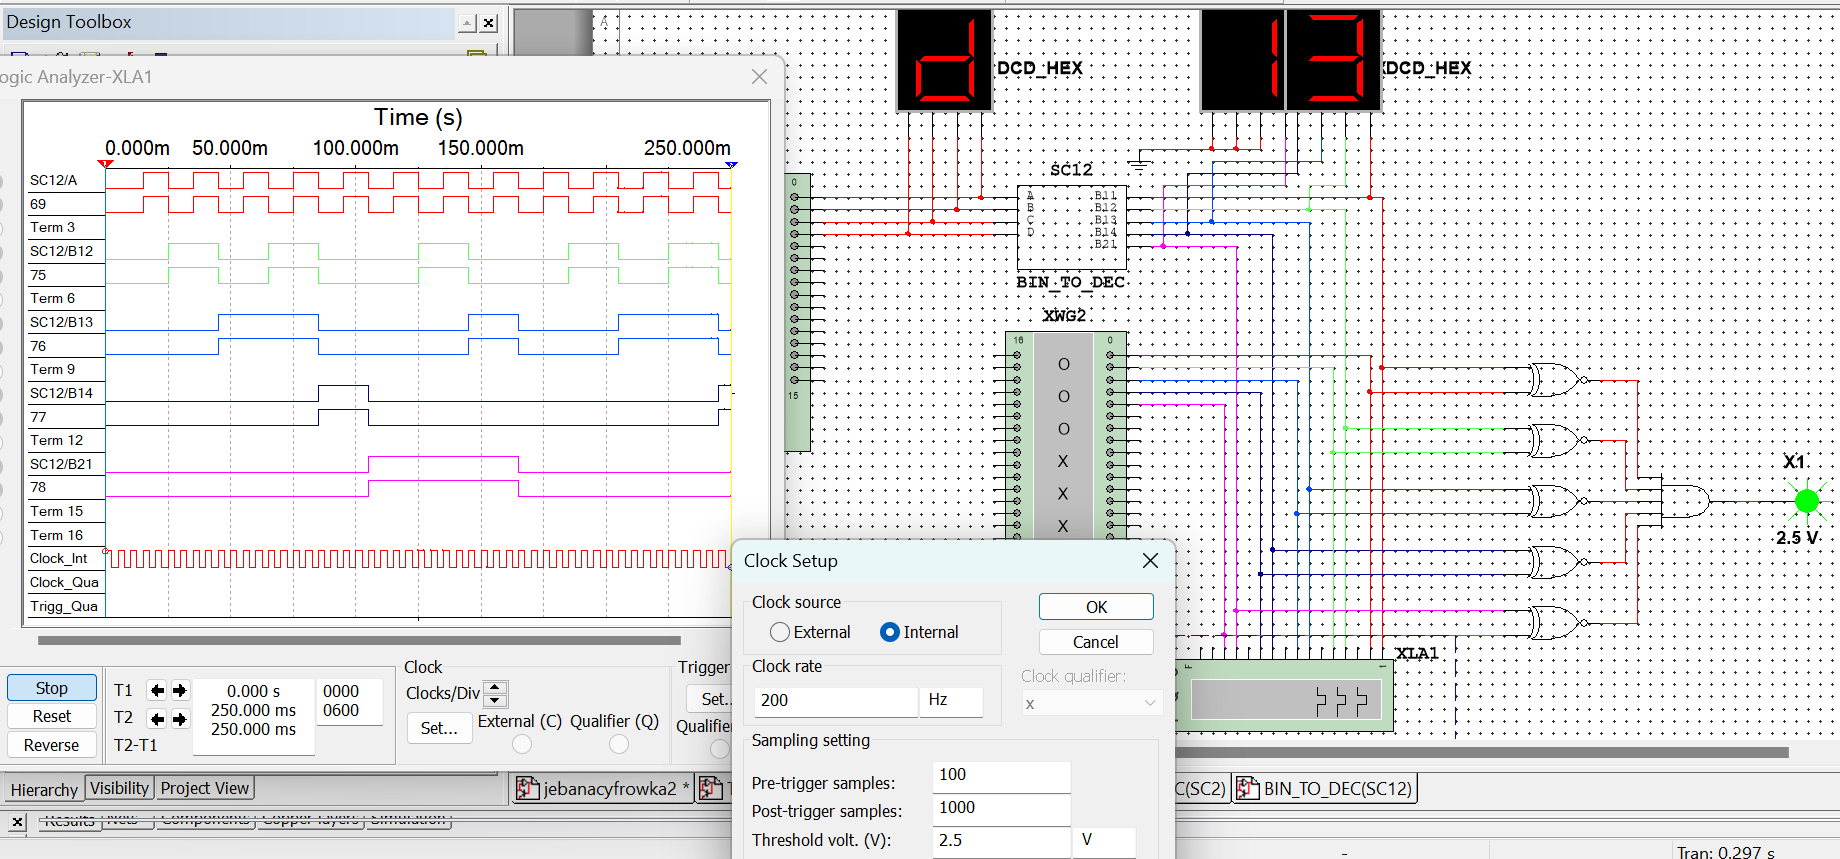 Design Toolbox
ogic Analyzer-XLA1
Time (s)
0.000m 50.000m 100.000m 150.000m 250.000m
SC12/A
69
Term 3
SC12/B12
75
Term 6
SC12/B13
76
Term 9
SC12/B14
77
Term 12
SC12/B21
78
Term 15
Term 16
Clock_Int
Clock_Qua
Trigg_Qua
Stop
Reset
Reverse
T1
T2
T2-T1
0.000 s
250.000 ms
250.000 ms
0000
0600
Clock
Clocks/Div
Set...
External (C)
Qualifier (Q)
Trigger
Set..
Qualifie
Hierarchy
Visibility
Project View
Results
Nets
Components
Copper layers
Simulation
A
d
DCD_HEX
1 3
DCD_HEX
0
15
SC12
A
B
C
D
B11
B12
B13
B14
B21
BIN_TO_DEC
XWG2
16
0
O
O
O
X
X
X
X1
2.5 V
XLA1
F
1
Clock Setup
Clock source
External
Internal
OK
Cancel
Clock rate
200
Hz
Clock qualifier:
x
Sampling setting
Pre-trigger samples:
100
Post-trigger samples:
1000
Threshold volt. (V):
2.5
V
jebanacyfrowka2 *
C(SC2)
BIN_TO_DEC(SC12)
-
Tran: 0.297 s